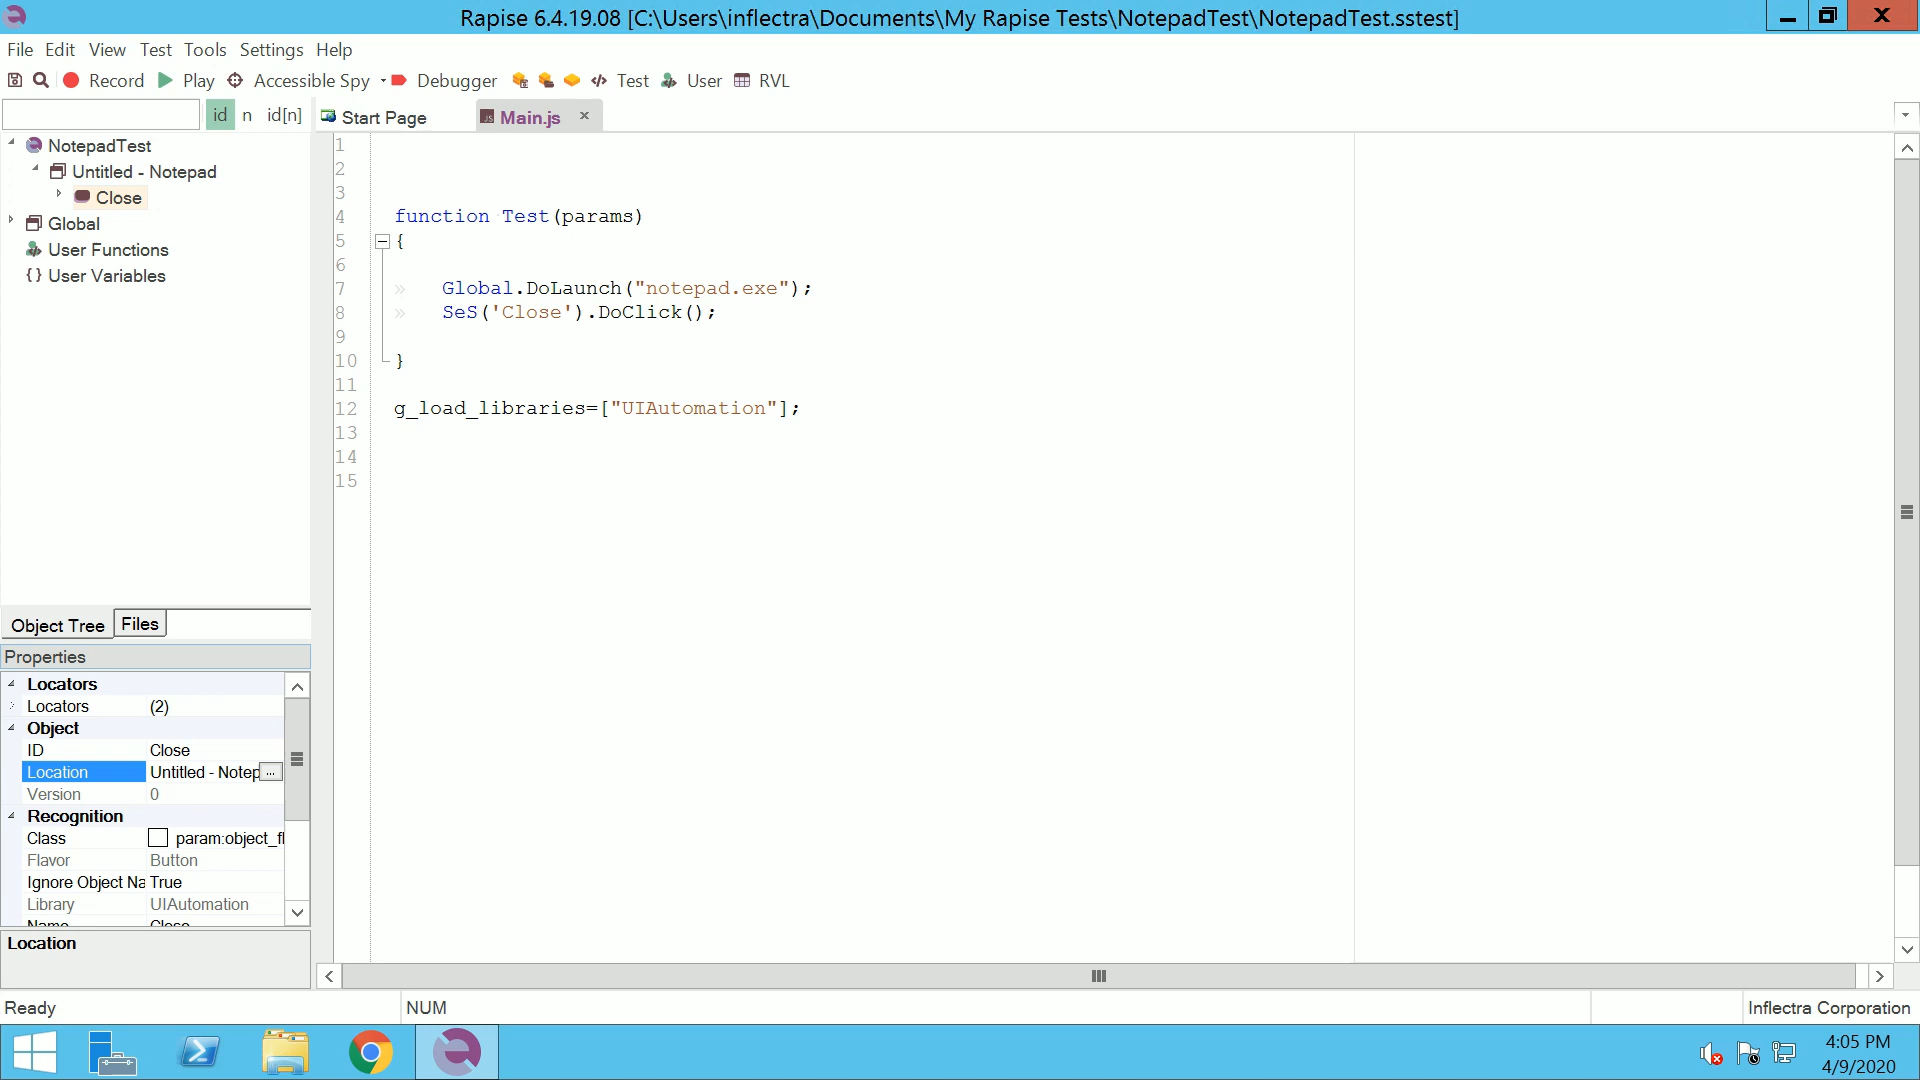 Rapise 6.4.19.08 [C:\Users\inflectra\Documents\My Rapise Tests\NotepadTest\NotepadTest.sstest]
File Edit View Test Tools Settings Help
Record Play Accessible Spy Debugger Test User RVL
id n id[n] Start Page Main.js
NotepadTest
Untitled - Notepad
Close
Global
User Functions
User Variables
1
2
3
4 function Test(params)
5 {
6
7 Global.DoLaunch("notepad.exe");
8 SeS('Close').DoClick();
9
10 }
11
12 g_load_libraries=["UIAutomation"];
13
14
15
Object Tree Files
Properties
Locators
Locators (2)
Object
ID Close
Location Untitled - Notep ...
Version 0
Recognition
Class param:object_fl
Flavor Button
Ignore Object Na True
Library UIAutomation
Name Close
Location
Ready NUM Inflectra Corporation
4:05 PM
4/9/2020